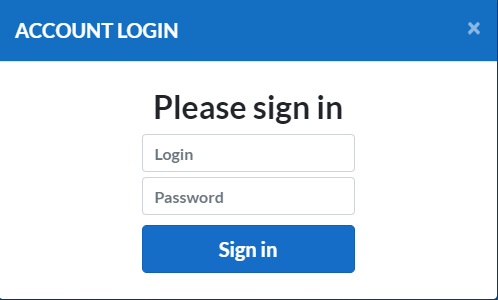 ACCOUNT LOGIN ×
Please sign in
Login
Password
Sign in